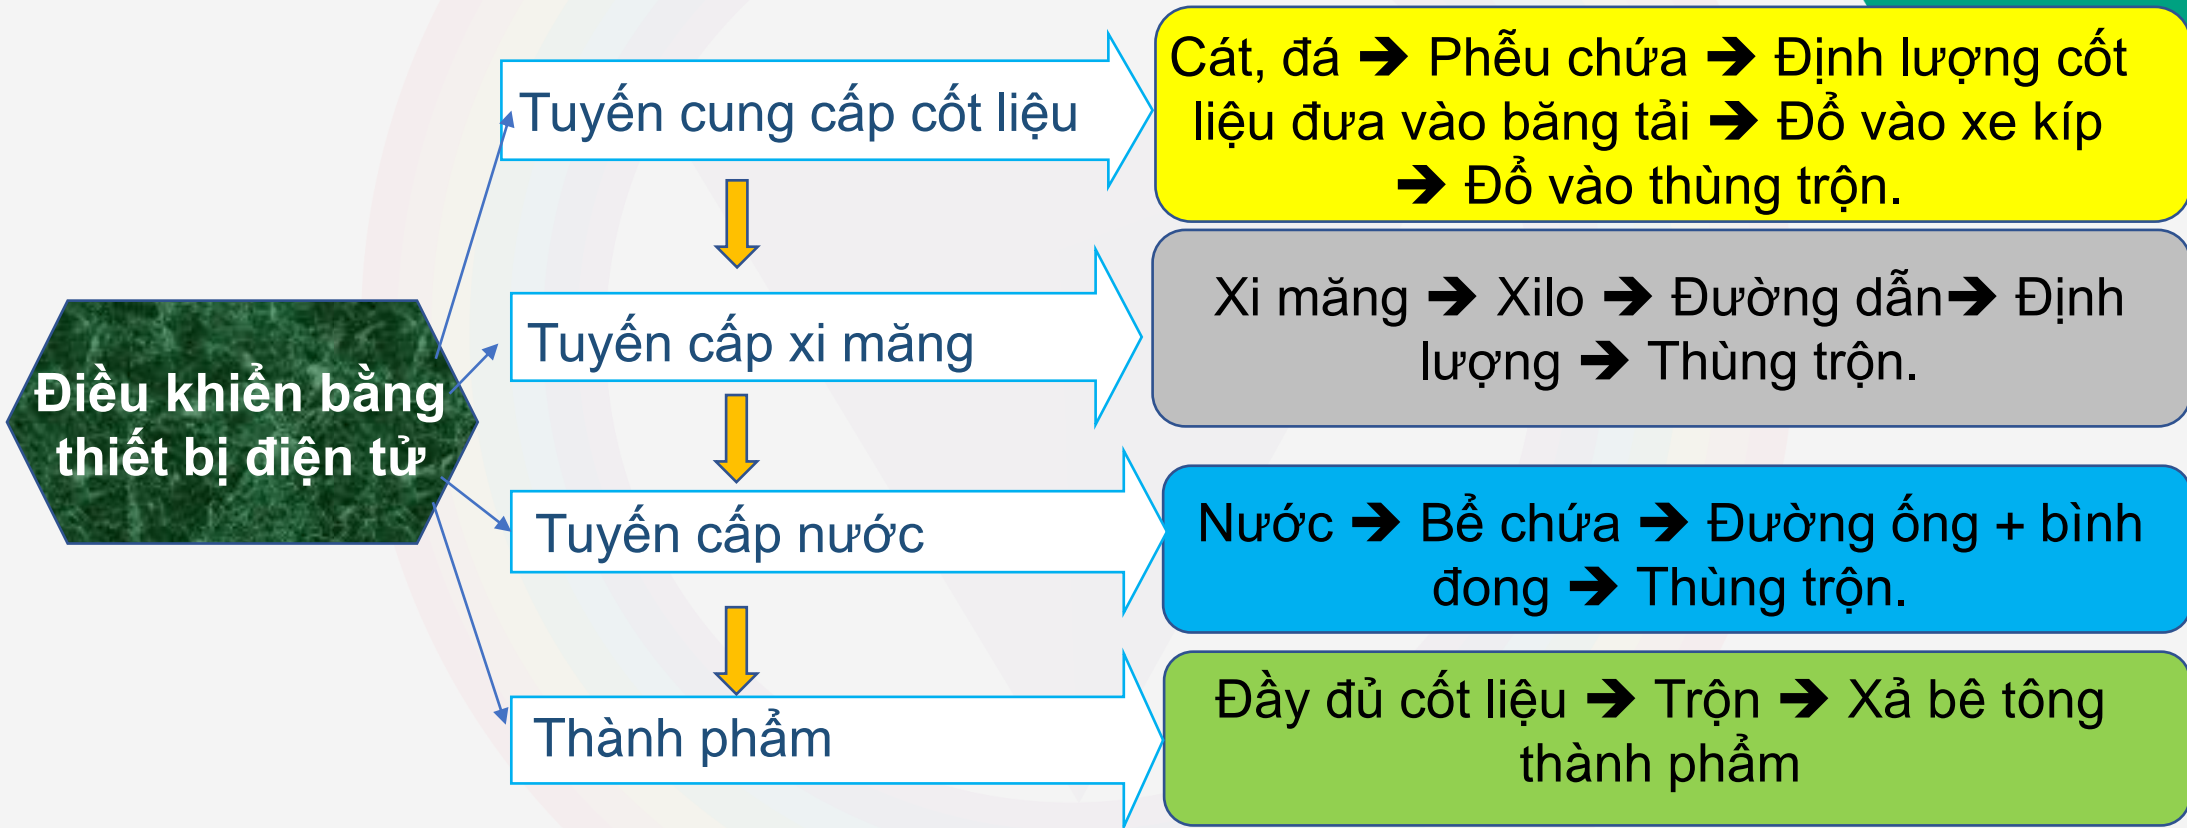 Điều khiển bằng
thiết bị điện tử
Tuyến cung cấp cốt liệu
Cát, đá ➔ Phễu chứa ➔ Định lượng cốt
liệu đưa vào băng tải ➔ Đổ vào xe kíp
➔ Đổ vào thùng trộn.
Tuyến cấp xi măng
Xi măng ➔ Xilo ➔ Đường dẫn➔ Định
lượng ➔ Thùng trộn.
Tuyến cấp nước
Nước ➔ Bể chứa ➔ Đường ống + bình
đong ➔ Thùng trộn.
Thành phẩm
Đầy đủ cốt liệu ➔ Trộn ➔ Xả bê tông
thành phẩm